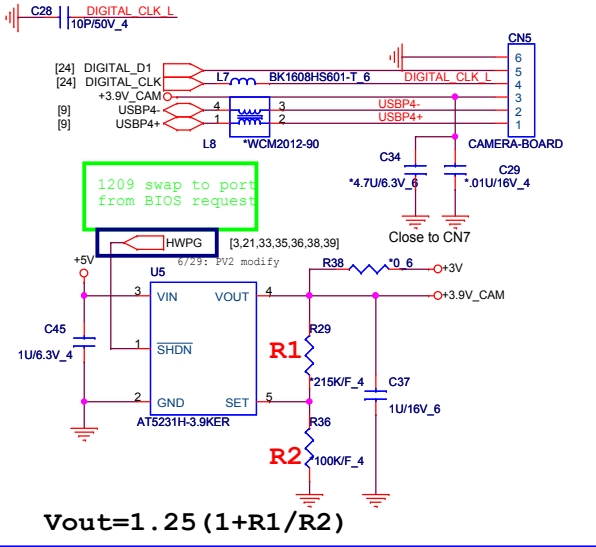 C28 DIGITAL_CLK_L
10P/50V_4
CN5
6
[24] DIGITAL_D1 5
[24] DIGITAL_CLK L7 BK1608HS601-T_6 DIGITAL_CLK_L 4
+3.9V_CAM 3
[9] USBP4- 4 3 USBP4- 2
[9] USBP4+ 1 2 USBP4+ 1
L8 *WCM2012-90 CAMERA-BOARD
C34 C29
*4.7U/6.3V_6 *.01U/16V_4
1209 swap to port
from BIOS request
Close to CN7
HWPG [3,21,33,35,36,38,39]
6/29: PV2 modify
+5V U5 R38 *0_6 +3V
3 VIN VOUT 4 +3.9V_CAM
C45 R29
1U/6.3V_4 1 SHDN R1
*215K/F_4 C37
2 GND SET 5 1U/16V_6
AT5231H-3.9KER R36
R2 *100K/F_4
Vout=1.25(1+R1/R2)